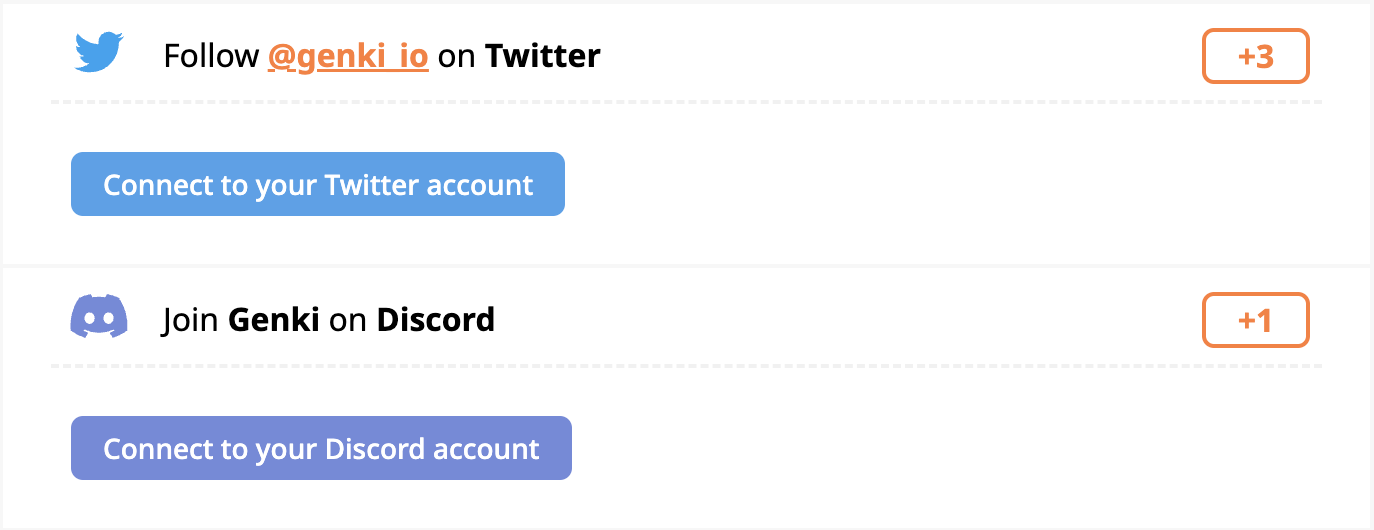 Follow @genki_io on Twitter +3
Connect to your Twitter account
Join Genki on Discord +1
Connect to your Discord account